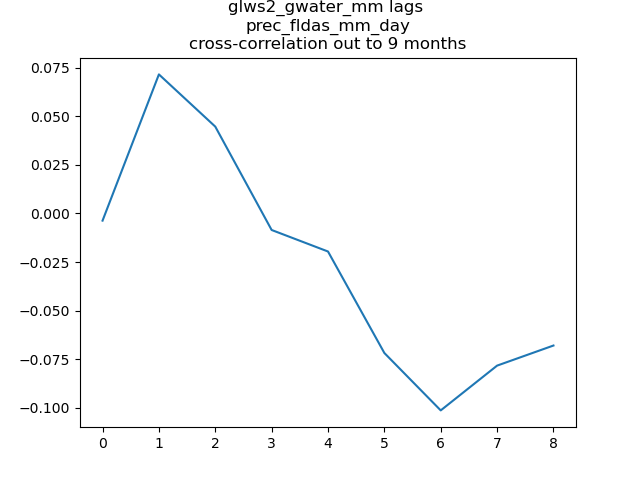 glws2_gwater_mm lags
prec_fldas_mm_day
cross-correlation out to 9 months
0.075
0.050
0.025
0.000
−0.025
−0.050
−0.075
−0.100
0 1 2 3 4 5 6 7 8